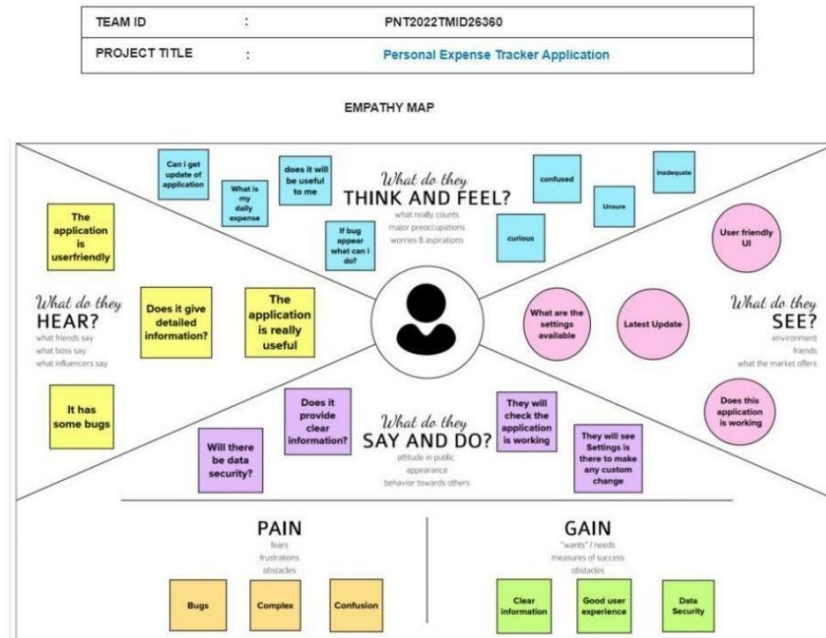 TEAM ID : PNT2022TMID26360
PROJECT TITLE : Personal Expense Tracker Application
EMPATHY MAP
What do they
THINK AND FEEL?
what really counts
major preoccupations
worries & aspirations
Can i get
update of
application
What is
my
daily
expense
does it will
be useful
to me
If bug
appear
what can i
do?
confused
Unsure
inadequate
curious
What do they
HEAR?
what friends say
what boss say
what influencers say
The
application
is
userfriendly
Does it give
detailed
information?
The
application
is really
useful
It has
some bugs
What do they
SEE?
environment
friends
what the market offers
User friendly
UI
What are the
settings
available
Latest Update
Does this
application
is working
What do they
SAY AND DO?
attitude in public
appearance
behavior towards others
Will there
be data
security?
Does it
provide
clear
information?
They will
check the
application
is working
They will see
Settings is
there to make
any custom
change
PAIN
fears
frustrations
obstacles
Bugs
Complex
Confusion
GAIN
"wants" / needs
measures of success
obstacles
Clear
information
Good user
experience
Data
Security